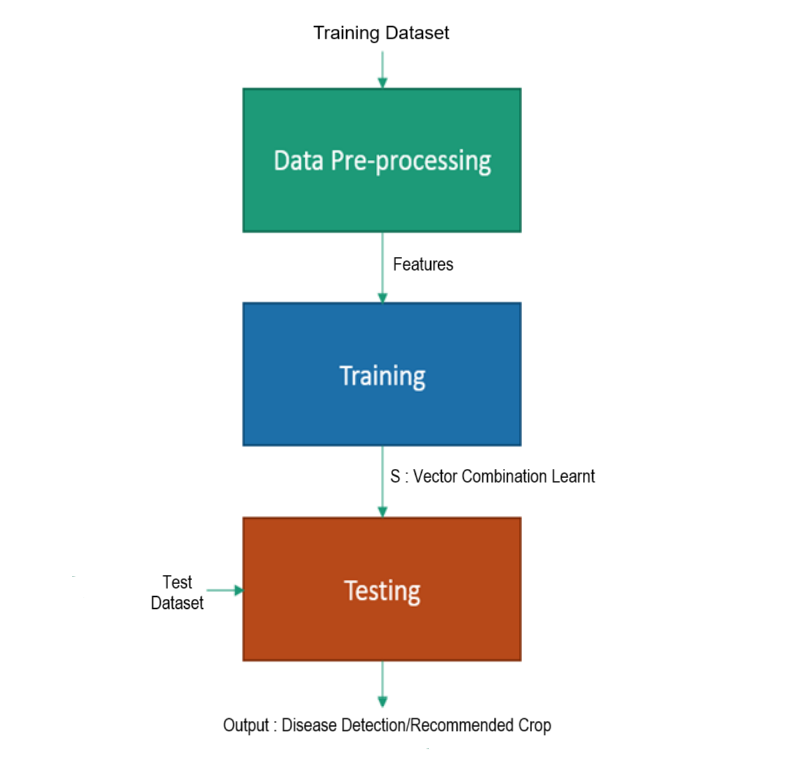 Training Dataset
Data Pre-processing
Features
Training
S : Vector Combination Learnt
Test
Dataset
Testing
Output : Disease Detection/Recommended Crop